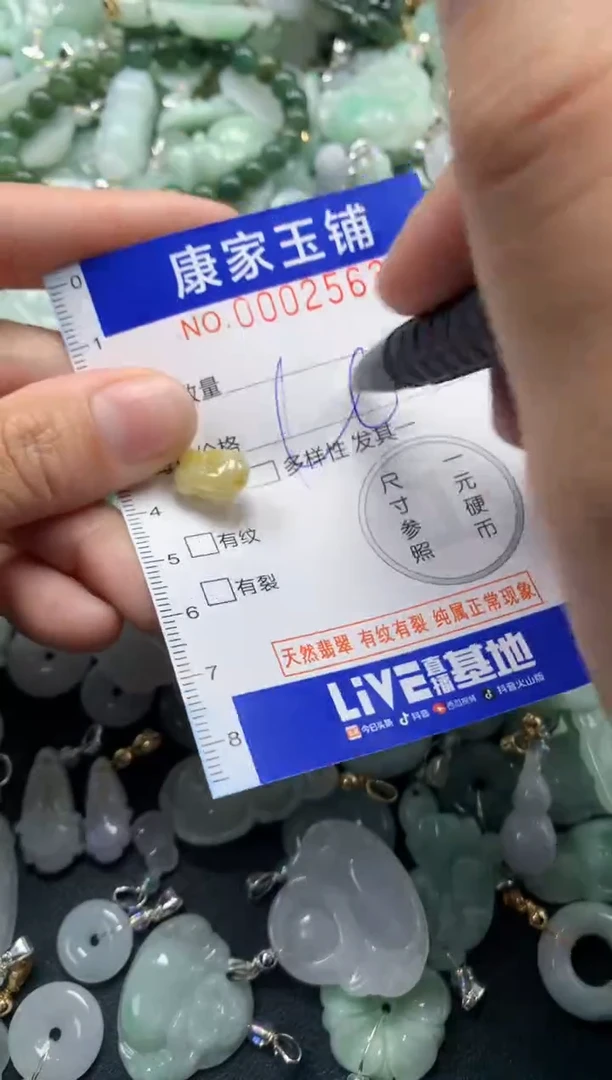 康家玉铺
NO.000256
0
1
数量
价格
多样性 发其一
4
5
有纹
6
有裂
一元硬币
尺寸参照
天然翡翠 有纹有裂 纯属正常现象
7
LiVE直播基地
8
今日头条 抖音 西瓜视频 抖音火山版